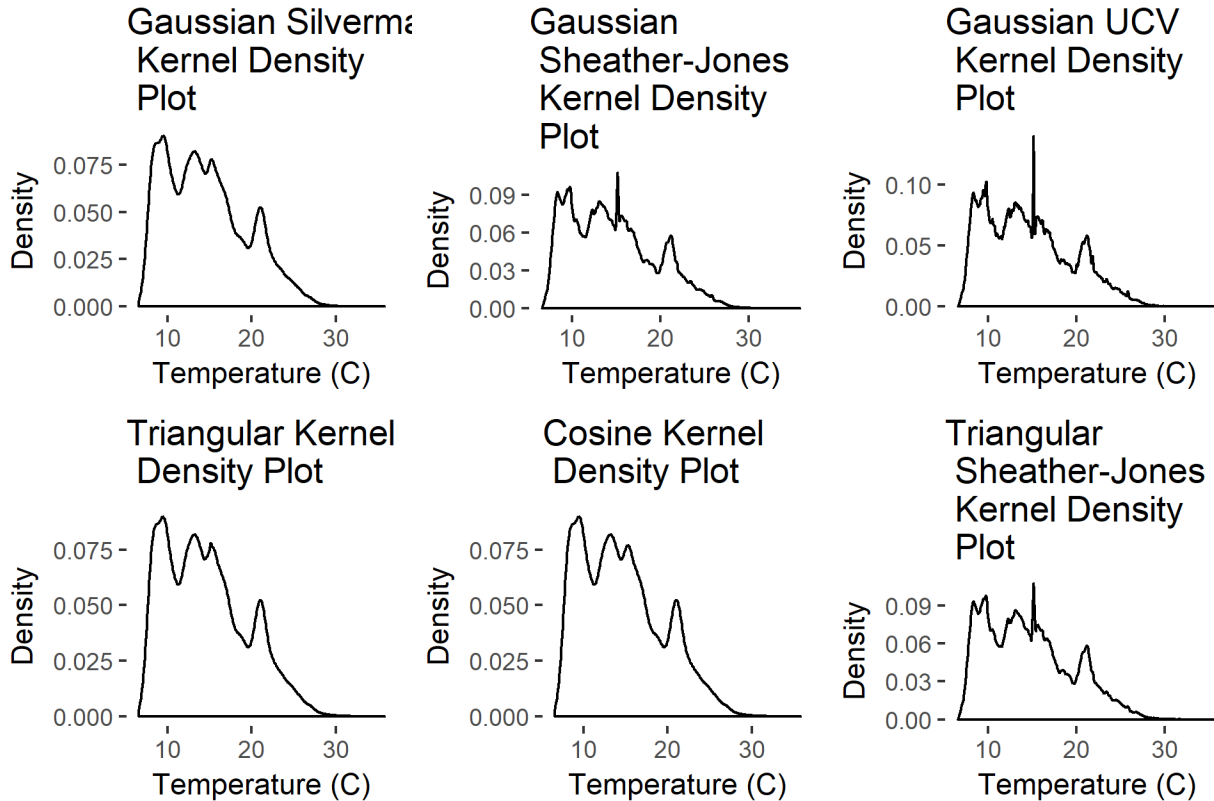 Gaussian Silverma
Kernel Density
Plot
0.075
0.050
0.025
0.000
Density
10 20 30
Temperature (C)
Gaussian
Sheather-Jones
Kernel Density
Plot
0.09
0.06
0.03
0.00
Density
10 20 30
Temperature (C)
Gaussian UCV
Kernel Density
Plot
0.10
0.05
0.00
Density
10 20 30
Temperature (C)
Triangular Kernel
Density Plot
0.075
0.050
0.025
0.000
Density
10 20 30
Temperature (C)
Cosine Kernel
Density Plot
0.075
0.050
0.025
0.000
Density
10 20 30
Temperature (C)
Triangular
Sheather-Jones
Kernel Density
Plot
0.09
0.06
0.03
0.00
Density
10 20 30
Temperature (C)